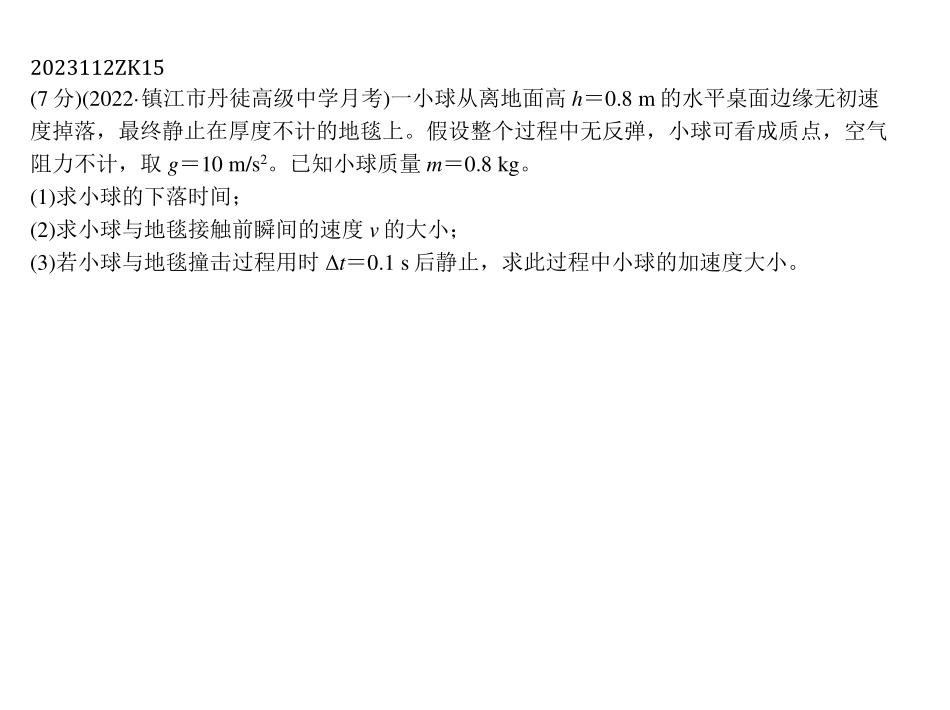 2023112ZK15
(7 分)(2022·镇江市丹徒高级中学月考)一小球从离地面高 h＝0.8 m 的水平桌面边缘无初速
度掉落，最终静止在厚度不计的地毯上。假设整个过程中无反弹，小球可看成质点，空气
阻力不计，取 g＝10 m/s²。已知小球质量 m＝0.8 kg。
(1)求小球的下落时间；
(2)求小球与地毯接触前瞬间的速度 v 的大小；
(3)若小球与地毯撞击过程用时 Δt＝0.1 s 后静止，求此过程中小球的加速度大小。